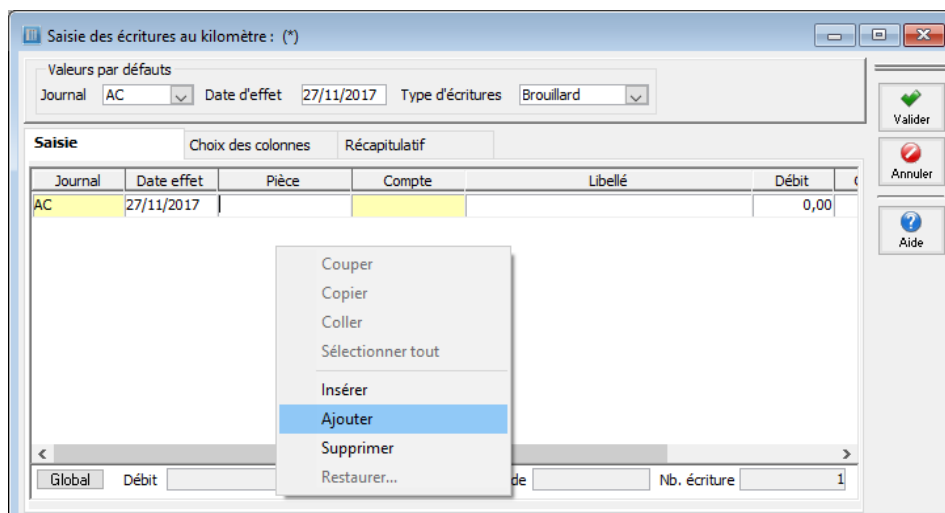 Saisie des écritures au kilomètre : (*)
Valeurs par défauts
Journal AC Date d'effet 27/11/2017 Type d'écritures Brouillard
Valider
Saisie Choix des colonnes Récapitulatif
Annuler
Journal Date effet Pièce Compte Libellé Débit
AC 27/11/2017 0,00
Aide
Couper
Copier
Coller
Sélectionner tout
Insérer
Ajouter
Supprimer
Restaurer...
Global Débit Nb. écriture 1